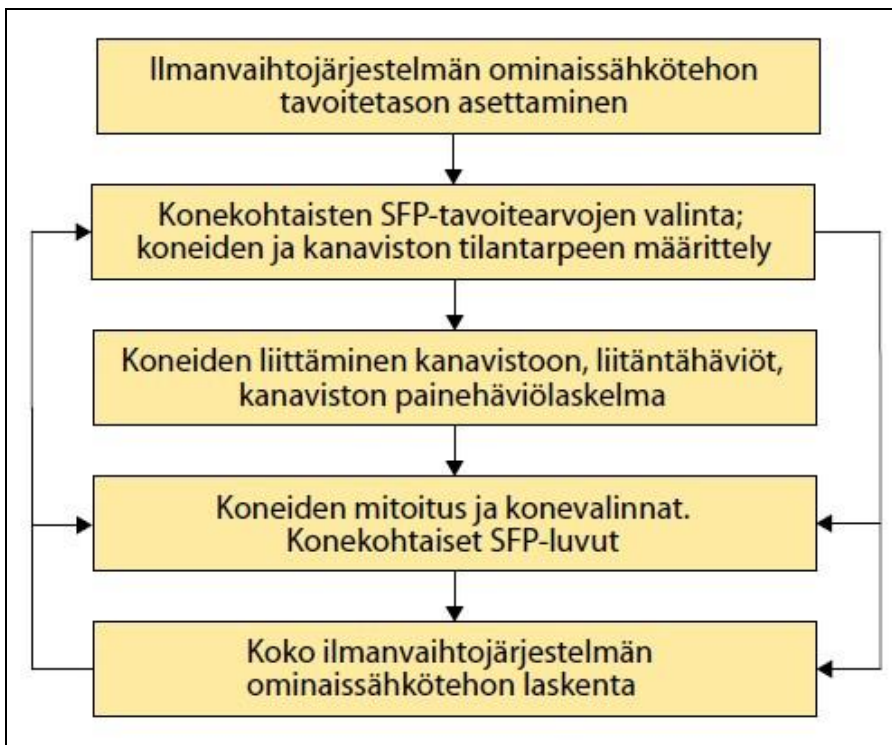 Ilmanvaihtojärjestelmän ominaissähkötehon
tavoitetason asettaminen
Konekohtaisten SFP-tavoitearvojen valinta;
koneiden ja kanaviston tilantarpeen määrittely
Koneiden liittäminen kanavistoon, liitäntähäviöt,
kanaviston painehäviölaskelma
Koneiden mitoitus ja konevalinnat.
Konekohtaiset SFP-luvut
Koko ilmanvaihtojärjestelmän
ominaissähkötehon laskenta